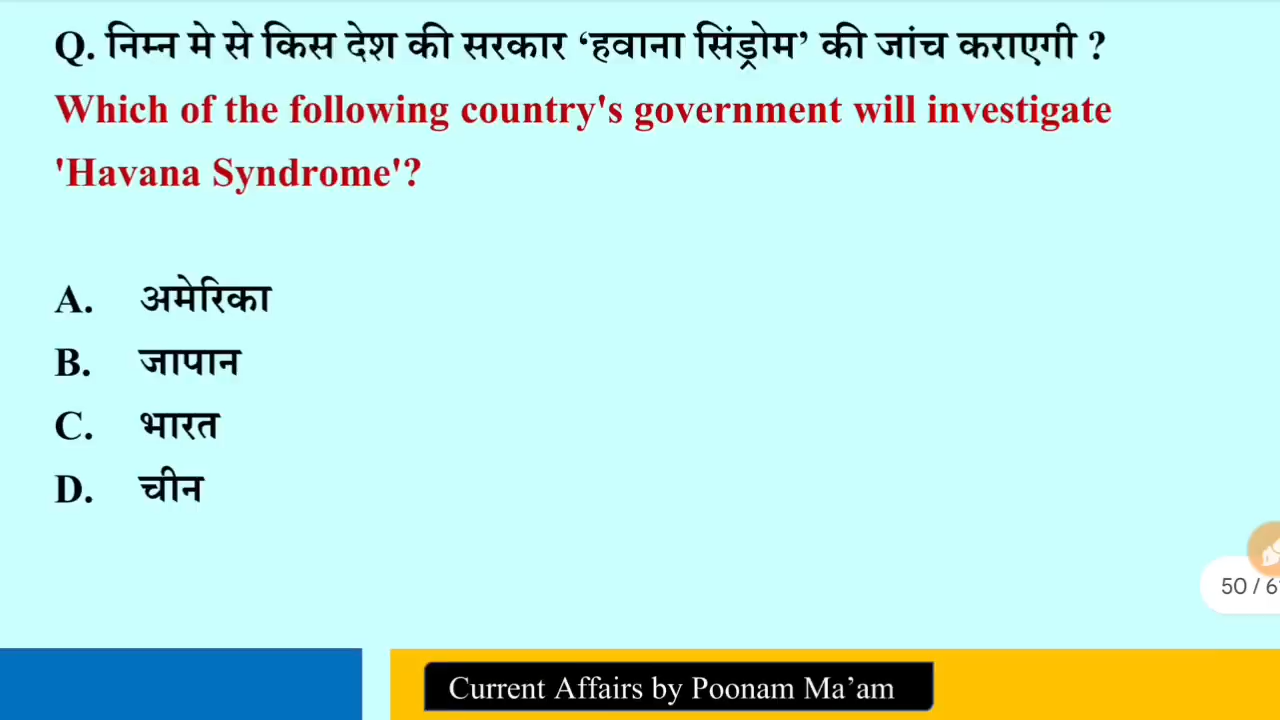 Q. निम्न मे से किस देश की सरकार ‘हवाना सिंड्रोम’ की जांच कराएगी ?
Which of the following country's government will investigate
'Havana Syndrome'?
A. अमेरिका
B. जापान
C. भारत
D. चीन
50 / 6
Current Affairs by Poonam Ma’am